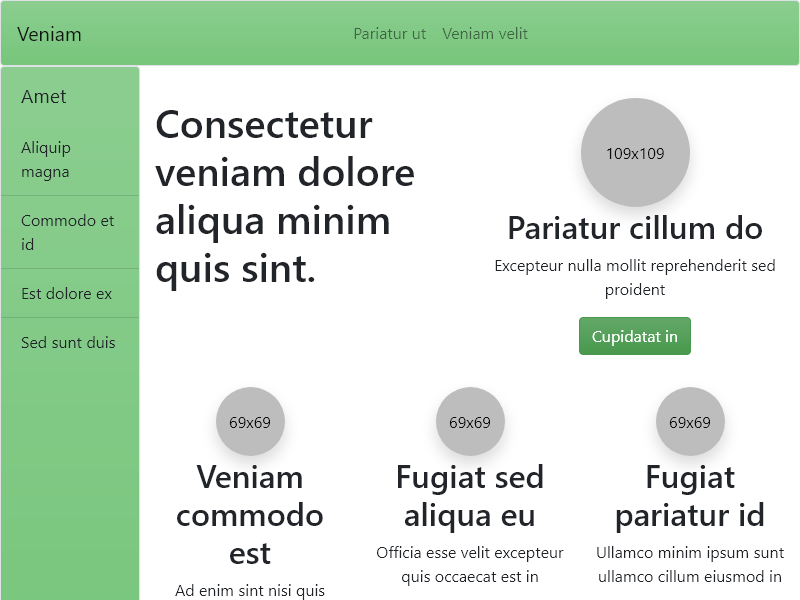 Veniam
Pariatur ut
Veniam velit
Amet
Aliquip
magna
Commodo et
id
Est dolore ex
Sed sunt duis
Consectetur
veniam dolore
aliqua minim
quis sint.
109x109
Pariatur cillum do
Excepteur nulla mollit reprehenderit sed
proident
Cupidatat in
69x69
Veniam
commodo
est
Ad enim sint nisi quis
69x69
Fugiat sed
aliqua eu
Officia esse velit excepteur
quis occaecat est in
69x69
Fugiat
pariatur id
Ullamco minim ipsum sunt
ullamco cillum eiusmod in